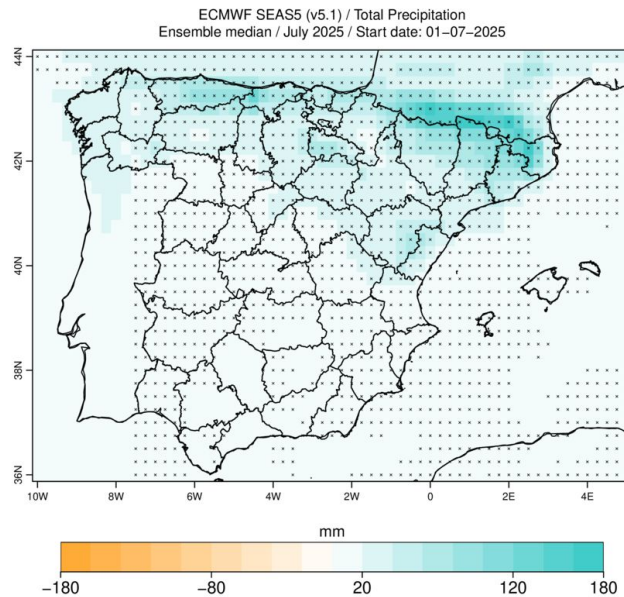 ECMWF SEAS5 (v5.1) / Total Precipitation
Ensemble median / July 2025 / Start date: 01−07−2025
44N
42N
40N
38N
36N
10W 8W 6W 4W 2W 0 2E 4E
mm
−180 −80 20 120 180